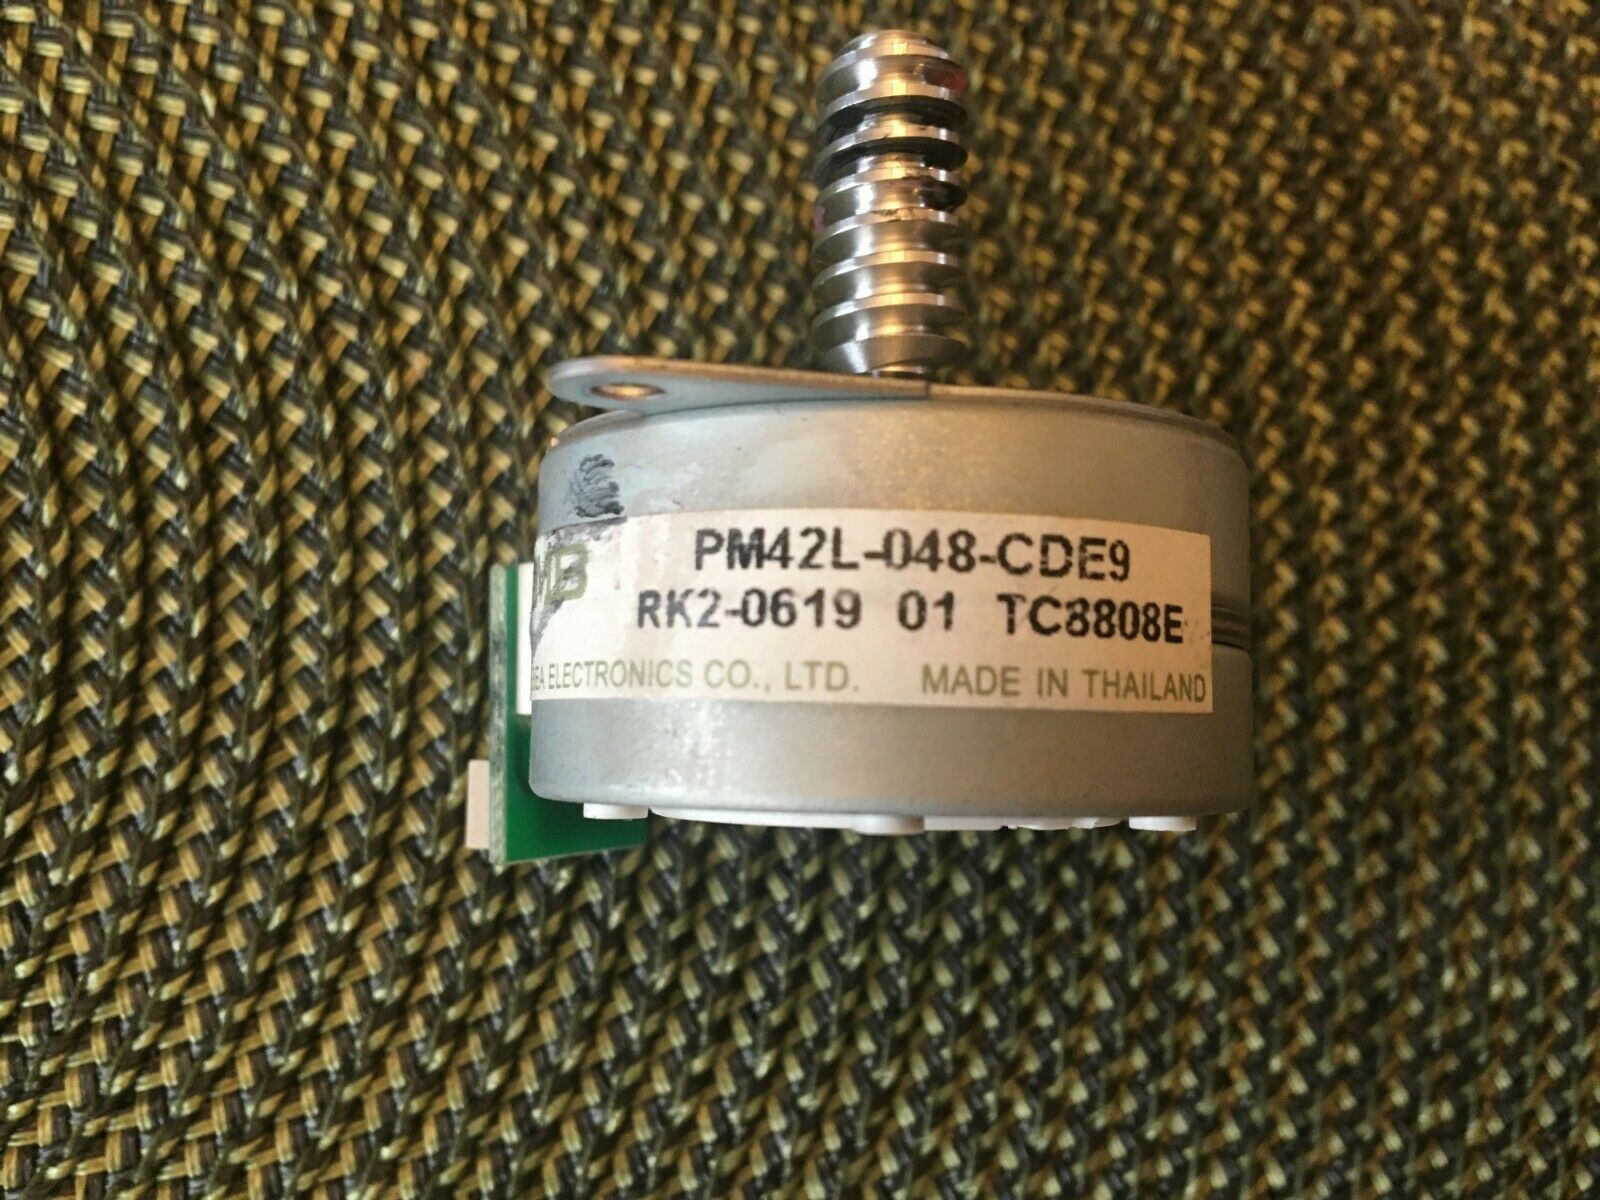 PM42L-048-CDE9
RK2-0619 01 TC8808E
ELECTRONICS CO., LTD. MADE IN THAILAND